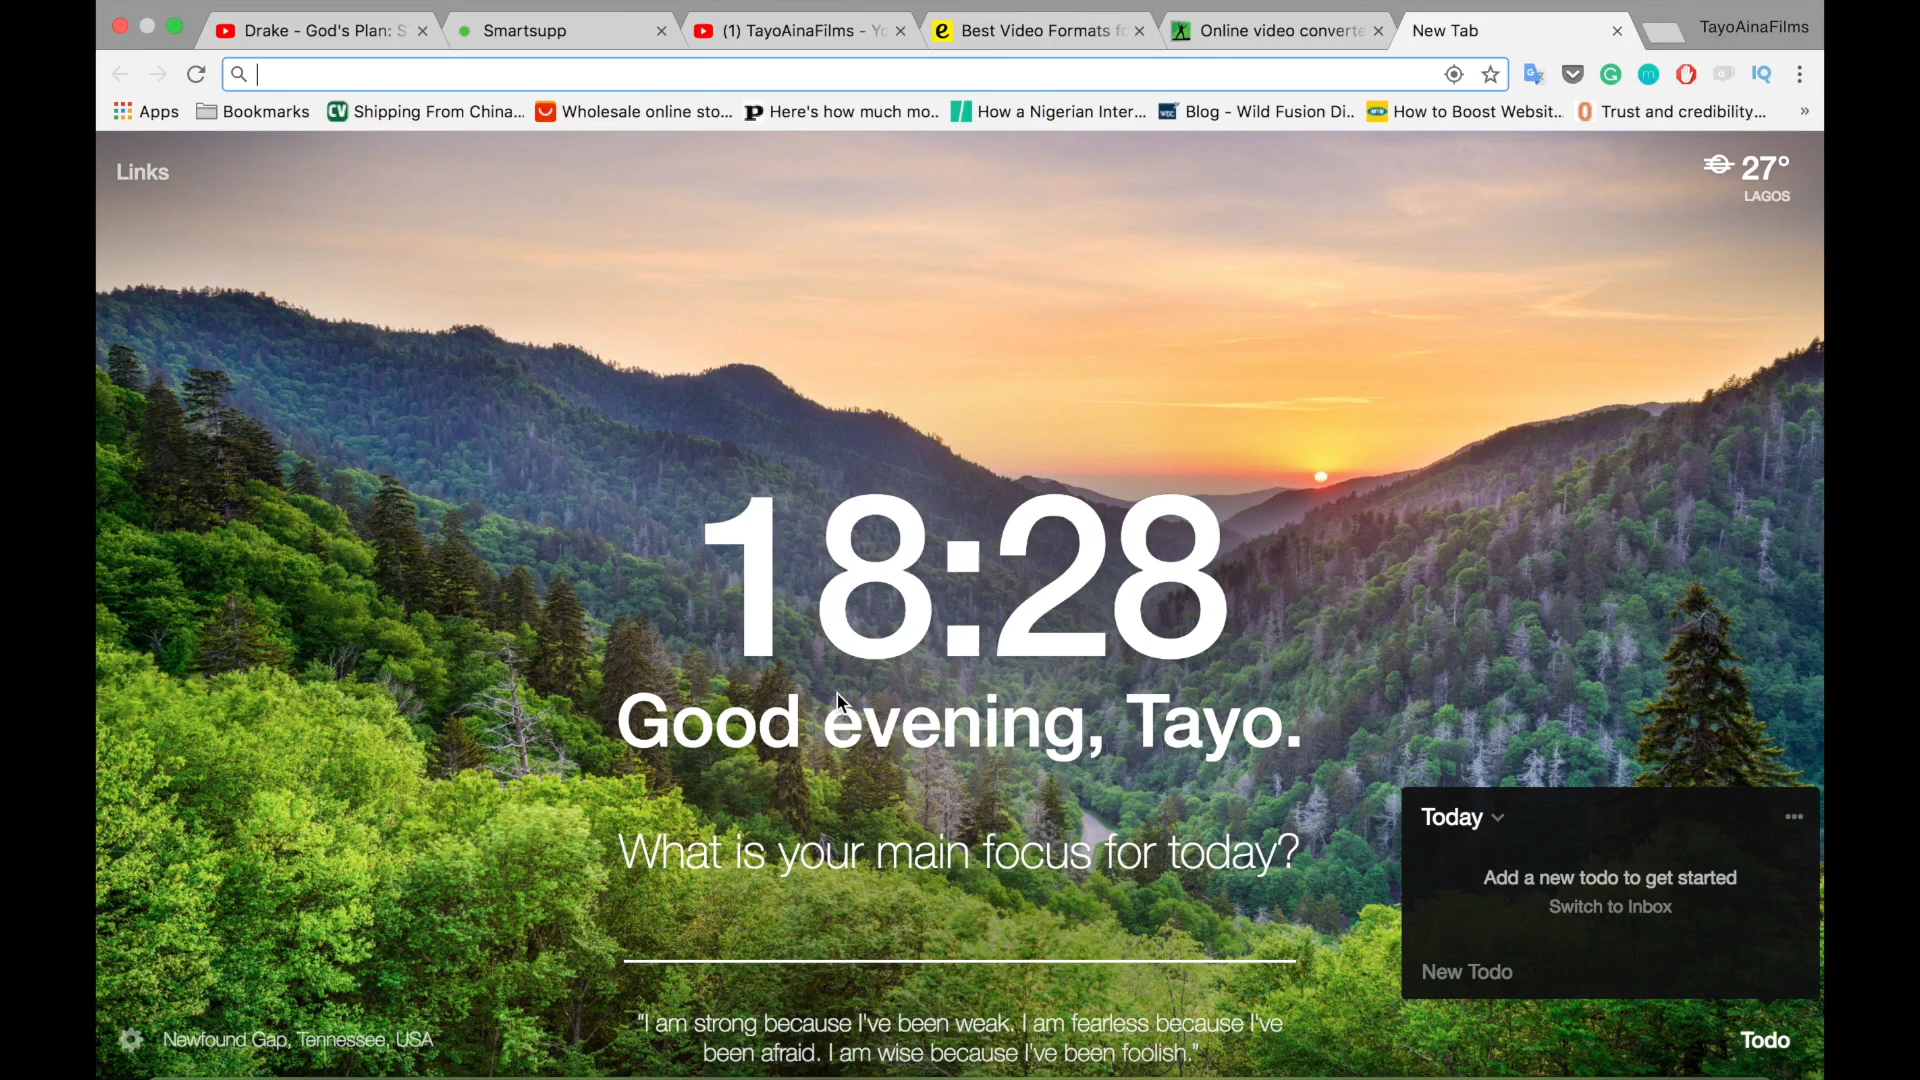 Drake - God's Plan: S
Smartsupp
(1) TayoAinaFilms - Yo
Best Video Formats fo
Online video converte
New Tab
TayoAinaFilms
Apps
Bookmarks
Shipping From China...
Wholesale online sto...
Here's how much mo..
How a Nigerian Inter...
Blog - Wild Fusion Di..
How to Boost Websit...
Trust and credibility...
»
Links
27°
LAGOS
18:28
Good evening, Tayo.
What is your main focus for today?
Today
Add a new todo to get started
Switch to Inbox
New Todo
"I am strong because I've been weak. I am fearless because I've
been afraid. I am wise because I've been foolish."
Newfound Gap, Tennessee, USA
Todo